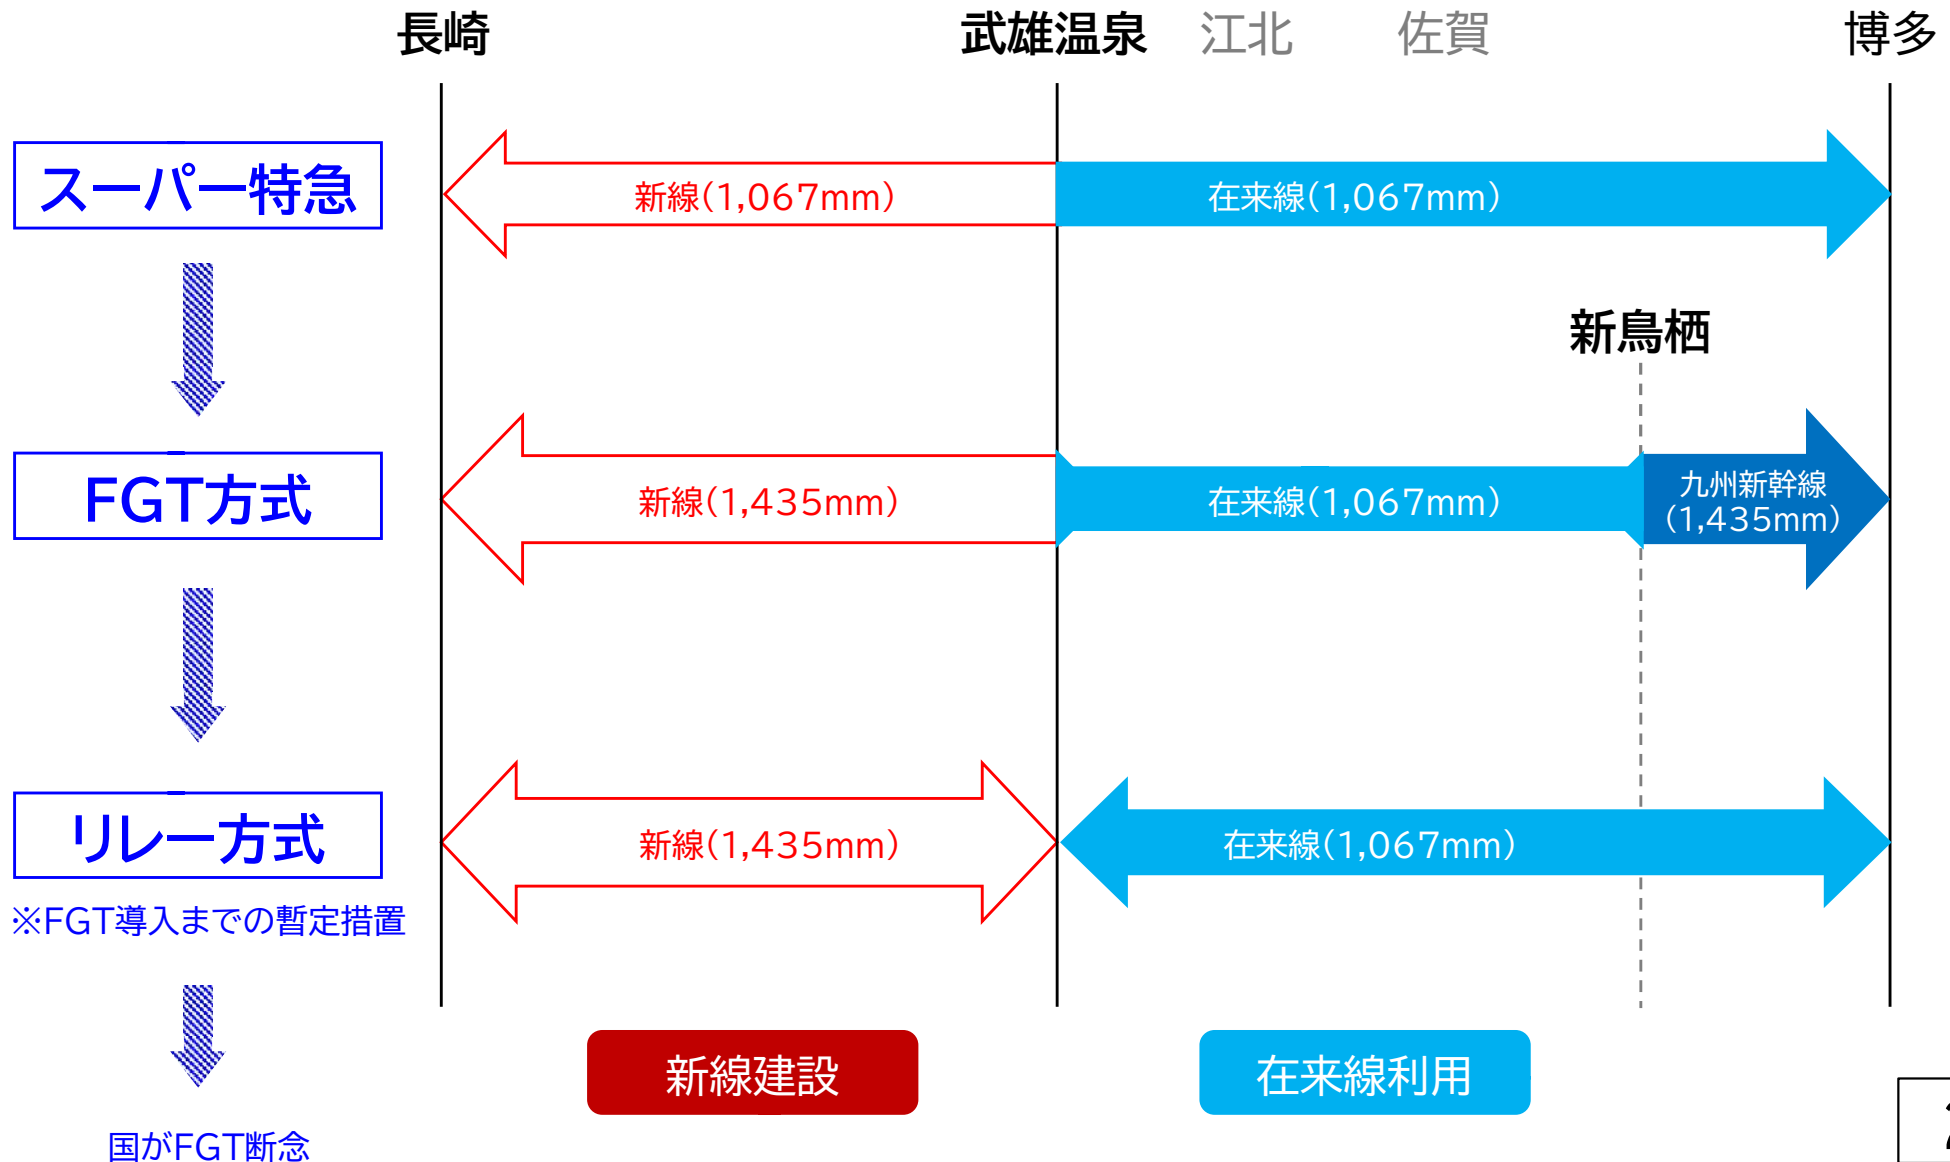 長崎 武雄温泉 江北 佐賀 博多
スーパー特急
新線(1,067mm)
在来線(1,067mm)
新鳥栖
FGT方式
新線(1,435mm)
在来線(1,067mm)
九州新幹線
(1,435mm)
リレー方式
新線(1,435mm)
在来線(1,067mm)
※FGT導入までの暫定措置
新線建設
在来線利用
国がFGT断念